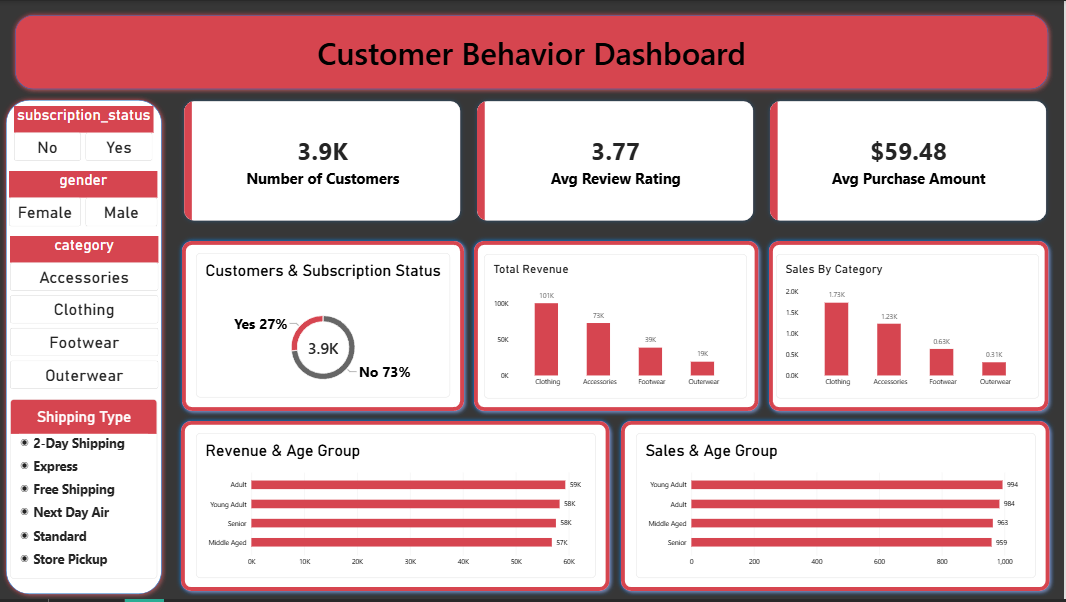 Customer Behavior Dashboard
subscription_status
No Yes
gender
Female Male
category
Accessories
Clothing
Footwear
Outerwear
Shipping Type
2-Day Shipping
Express
Free Shipping
Next Day Air
Standard
Store Pickup
3.9K
Number of Customers
3.77
Avg Review Rating
$59.48
Avg Purchase Amount
Customers & Subscription Status
Yes 27%
3.9K
No 73%
Total Revenue
101K
100K
73K
50K
39K
19K
0K
Clothing Accessories Footwear Outerwear
Sales By Category
2.0K
1.73K
1.5K
1.23K
1.0K
0.63K
0.5K
0.31K
0.0K
Clothing Accessories Footwear Outerwear
Revenue & Age Group
Adult 59K
Young Adult 58K
Senior 58K
Middle Aged 57K
0K 10K 20K 30K 40K 50K 60K
Sales & Age Group
Young Adult 994
Adult 984
Middle Aged 963
Senior 959
0 200 400 600 800 1,000